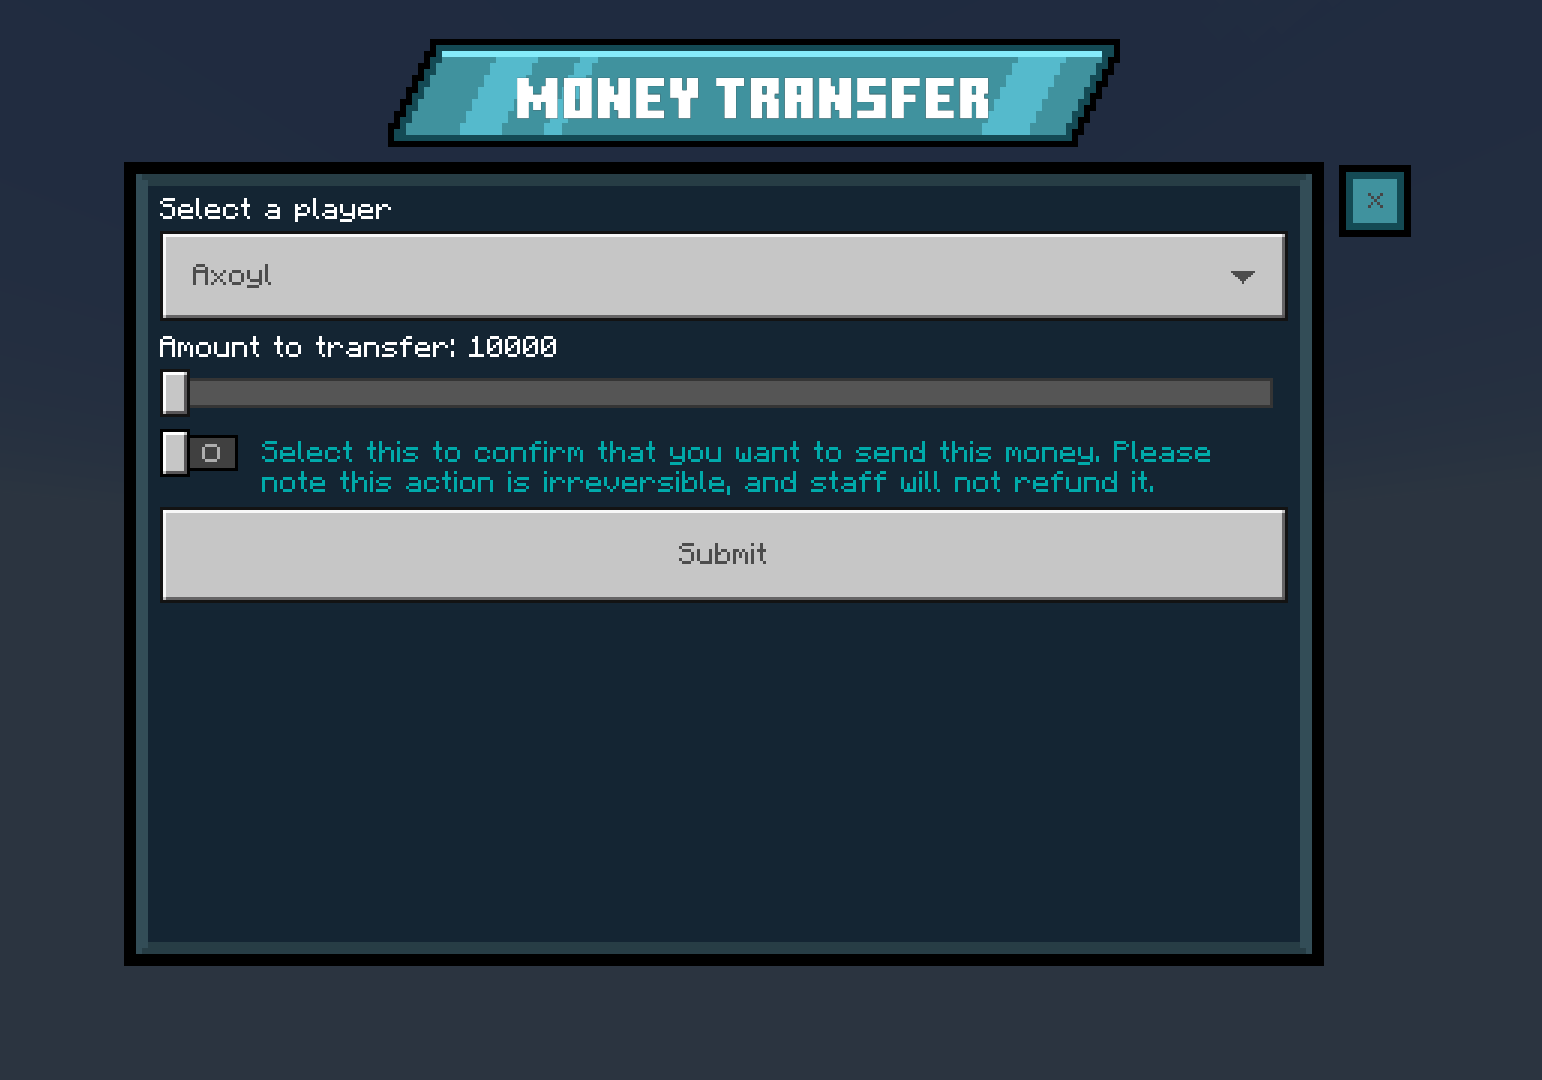 MONEY TRANSFER
x
Select a player
Axoyl
Amount to transfer: 10000
Select this to confirm that you want to send this money. Please
note this action is irreversible, and staff will not refund it.
Submit